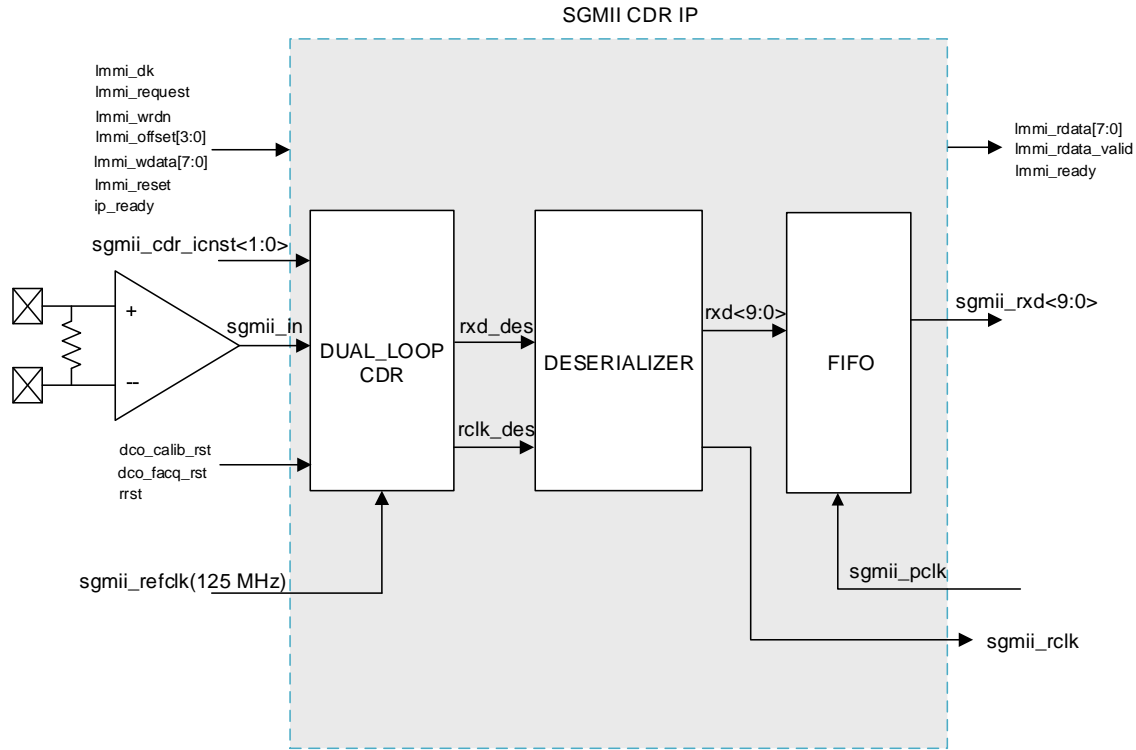 SGMII CDR IP
lmmi_clk
lmmi_request
lmmi_wrdn
lmmi_offset[3:0]
lmmi_wdata[7:0]
lmmi_reset
ip_ready
lmmi_rdata[7:0]
lmmi_rdata_valid
lmmi_ready
sgmii_cdr_icnst<1:0>
+
--
sgmii_in
DUAL_LOOP
CDR
rxd_des
rclk_des
DESERIALIZER
rxd<9:0>
FIFO
sgmii_rxd<9:0>
dco_calib_rst
dco_facq_rst
rrst
sgmii_refclk(125 MHz)
sgmii_pclk
sgmii_rclk